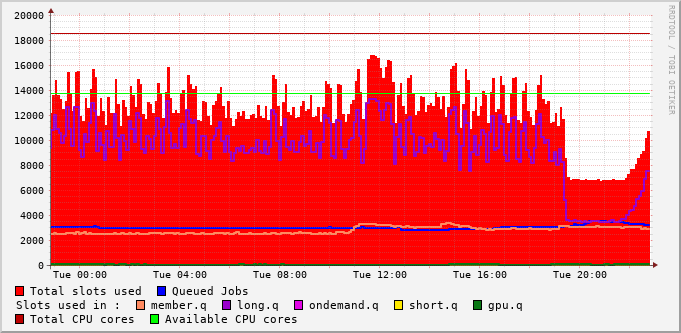 20000
18000
16000
14000
12000
10000
8000
6000
4000
2000
0
Tue 00:00 Tue 04:00 Tue 08:00 Tue 12:00 Tue 16:00 Tue 20:00
RRDTOOL / TOBI OETIKER
Total slots used Queued Jobs
Slots used in : member.q long.q ondemand.q short.q gpu.q
Total CPU cores Available CPU cores